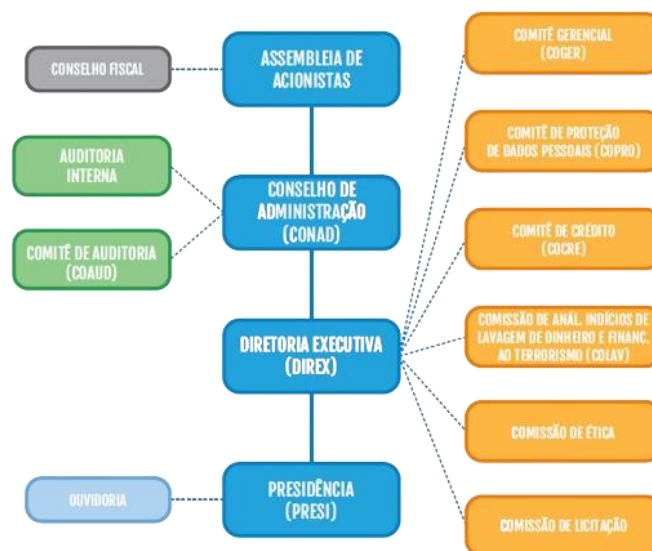 CONSELHO FISCAL
ASSEMBLEIA DE
ACIONISTAS
COMITÊ GERENCIAL
(COGER)
AUDITORIA
INTERNA
COMITÊ DE PROTEÇÃO
DE DADOS PESSOAIS (COPRO)
CONSELHO DE
ADMINISTRAÇÃO
(CONAD)
COMITÊ DE AUDITORIA
(COAUD)
COMITÊ DE CRÉDITO
(COCRE)
DIRETORIA EXECUTIVA
(DIREX)
COMISSÃO DE ANÁL. INDÍCIOS DE
LAVAGEM DE DINHEIRO E FINANC.
AO TERRORISMO (COLAV)
COMISSÃO DE ÉTICA
OUVIDORIA
PRESIDÊNCIA
(PRESI)
COMISSÃO DE LICITAÇÃO